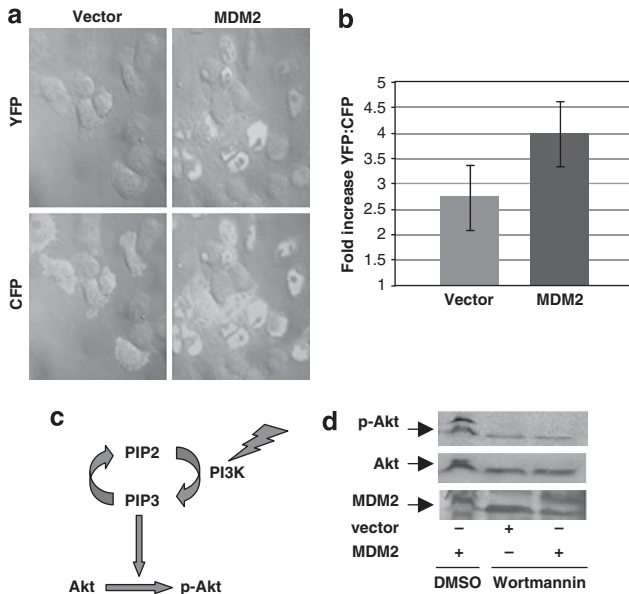 a
Vector MDM2
YFP
CFP
b
Fold increase YFP:CFP
5
4.5
4
3.5
3
2.5
2
1.5
1
Vector MDM2
c
PIP2
PI3K
PIP3
Akt p-Akt
d
p-Akt
Akt
MDM2
vector – + –
MDM2 + – +
DMSO Wortmannin